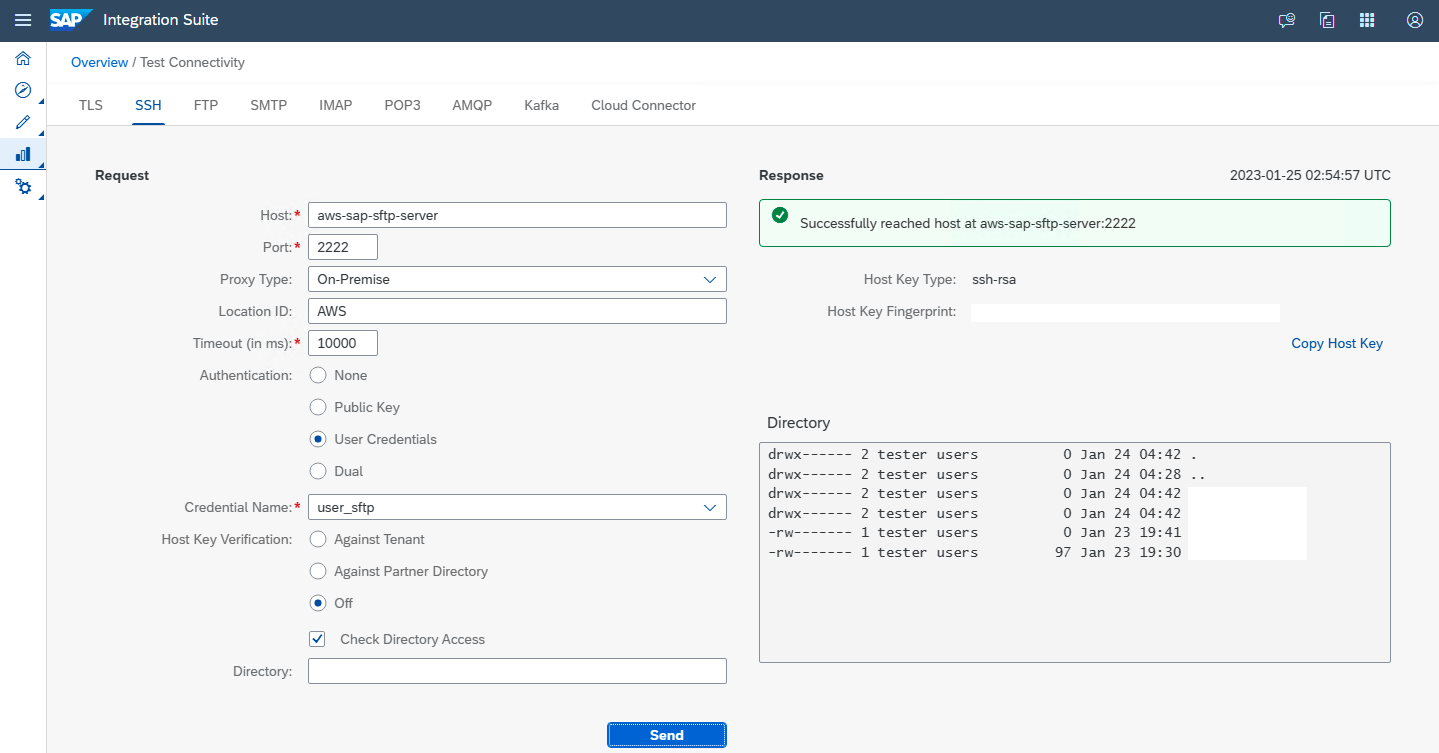 SAP Integration Suite
Overview / Test Connectivity
TLS SSH FTP SMTP IMAP POP3 AMQP Kafka Cloud Connector
Request
Host:* aws-sap-sftp-server
Port:* 2222
Proxy Type: On-Premise
Location ID: AWS
Timeout (in ms):* 10000
Authentication: None
Public Key
User Credentials
Dual
Credential Name:* user_sftp
Host Key Verification: Against Tenant
Against Partner Directory
Off
Check Directory Access
Directory:
Send
Response 2023-01-25 02:54:57 UTC
Successfully reached host at aws-sap-sftp-server:2222
Host Key Type: ssh-rsa
Host Key Fingerprint:
Copy Host Key
Directory
drwx------ 2 tester users 0 Jan 24 04:42 .
drwx------ 2 tester users 0 Jan 24 04:28 ..
drwx------ 2 tester users 0 Jan 24 04:42
drwx------ 2 tester users 0 Jan 24 04:42
-rw------- 1 tester users 0 Jan 23 19:41
-rw------- 1 tester users 97 Jan 23 19:30